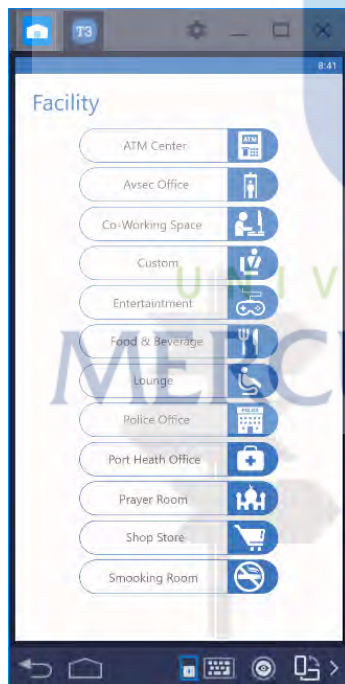 T3
8:41
Facility
ATM Center
ATM
Avsec Office
Co-Working Space
Custom
Entertaintment
Food & Beverage
Lounge
Police Office
POLICE
Port Heath Office
Prayer Room
Shop Store
Smooking Room
UNIV
MERCU